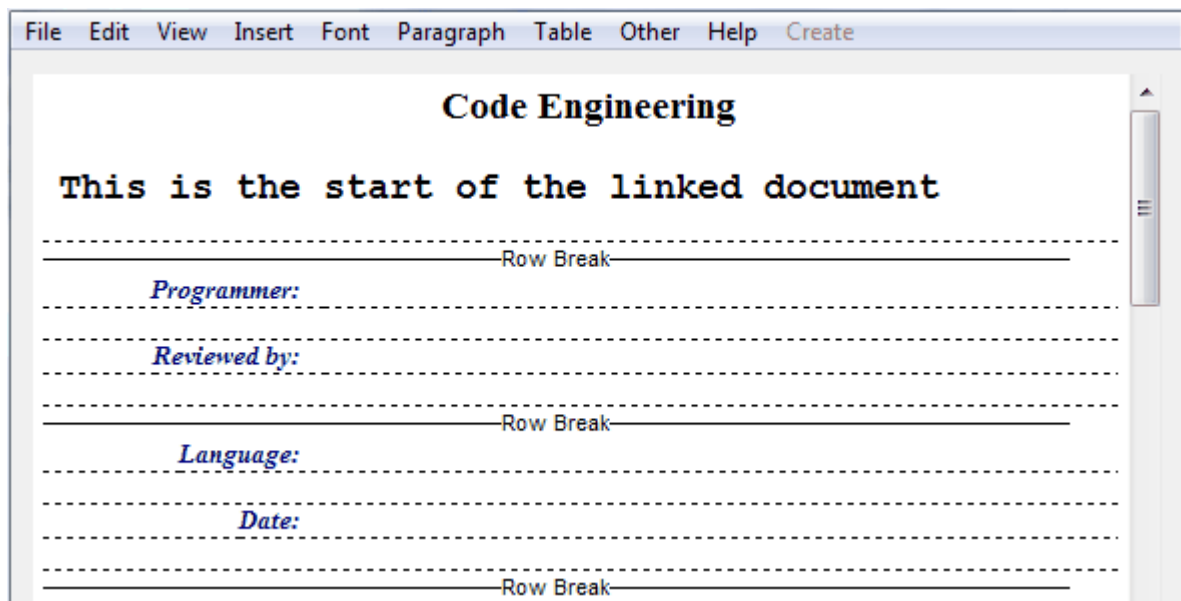 File Edit View Insert Font Paragraph Table Other Help Create
Code Engineering
This is the start of the linked document
Row Break
Programmer:
Reviewed by:
Row Break
Language:
Date:
Row Break